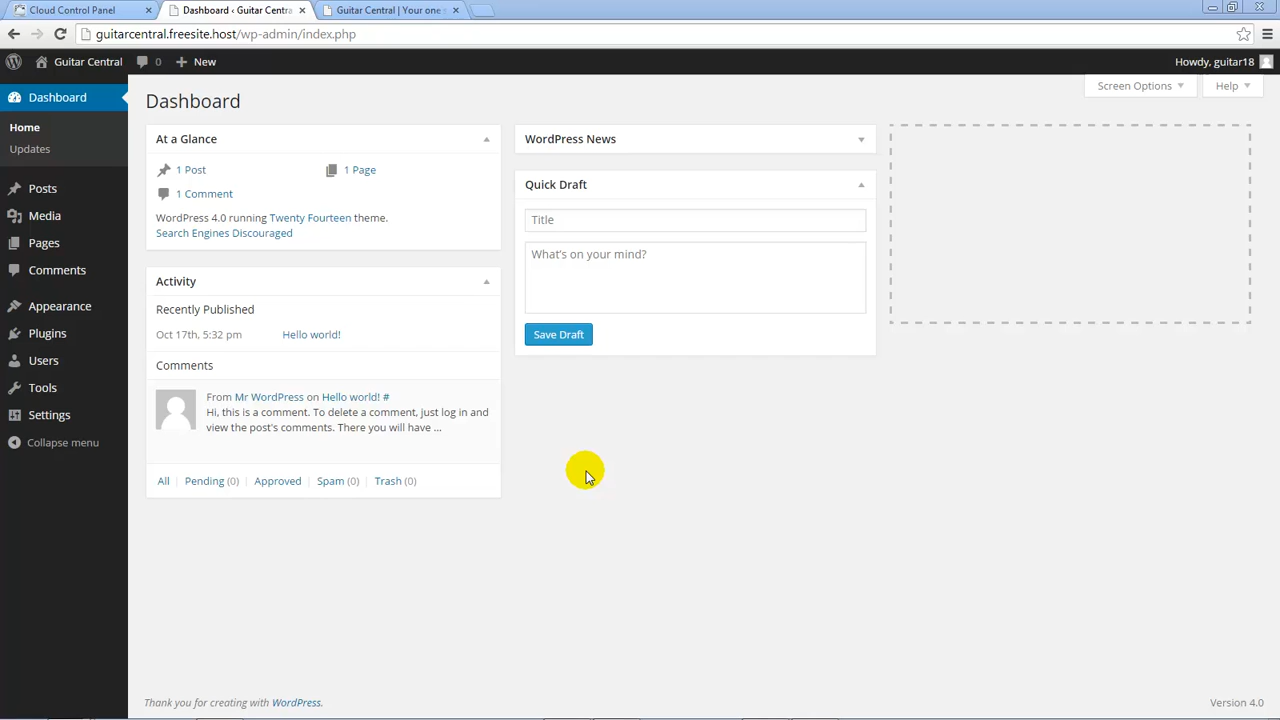 Cloud Control Panel
Dashboard ‹ Guitar Centra
Guitar Central | Your one s
guitarcentral.freesite.host/wp-admin/index.php
Guitar Central
0
New
Howdy, guitar18
Dashboard
Home
Updates
Posts
Media
Pages
Comments
Appearance
Plugins
Users
Tools
Settings
Collapse menu
Screen Options
Help
Dashboard
At a Glance
1 Post
1 Page
1 Comment
WordPress 4.0 running Twenty Fourteen theme.
Search Engines Discouraged
Activity
Recently Published
Oct 17th, 5:32 pm
Hello world!
Comments
From Mr WordPress on Hello world! #
Hi, this is a comment. To delete a comment, just log in and
view the post's comments. There you will have ...
All | Pending (0) | Approved | Spam (0) | Trash (0)
WordPress News
Quick Draft
Title
What's on your mind?
Save Draft
Thank you for creating with WordPress.
Version 4.0